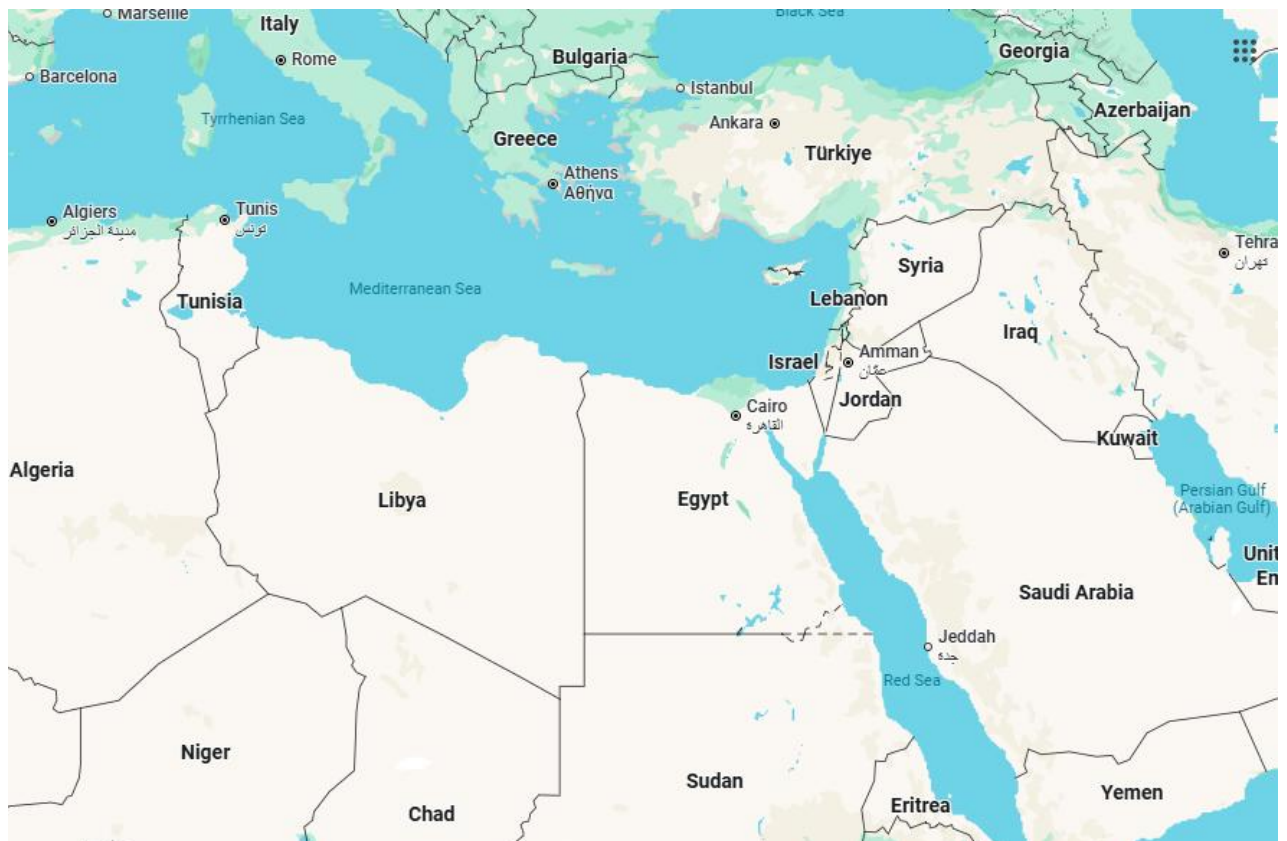 Marseille
Italy
Black Sea
Georgia
Rome
Bulgaria
Barcelona
Istanbul
Azerbaijan
Tyrrhenian Sea
Ankara
Greece
Türkiye
Athens
Αθήνα
Algiers
مدينة الجزائر
Tunis
تونس
Tehra
تهران
Syria
Mediterranean Sea
Tunisia
Lebanon
Iraq
Israel
Amman
عمّان
Jordan
Cairo
القاهرة
Kuwait
Algeria
Libya
Egypt
Persian Gulf
(Arabian Gulf)
Unit
Em
Saudi Arabia
Jeddah
جدة
Red Sea
Niger
Sudan
Chad
Eritrea
Yemen